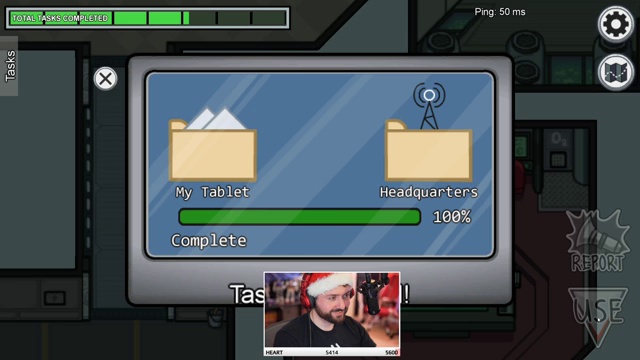 TOTAL TASKS COMPLETED
Ping: 50 ms
Tasks
My Tablet
Headquarters
100%
Complete
REPORT
USE
HEART 5414 5600